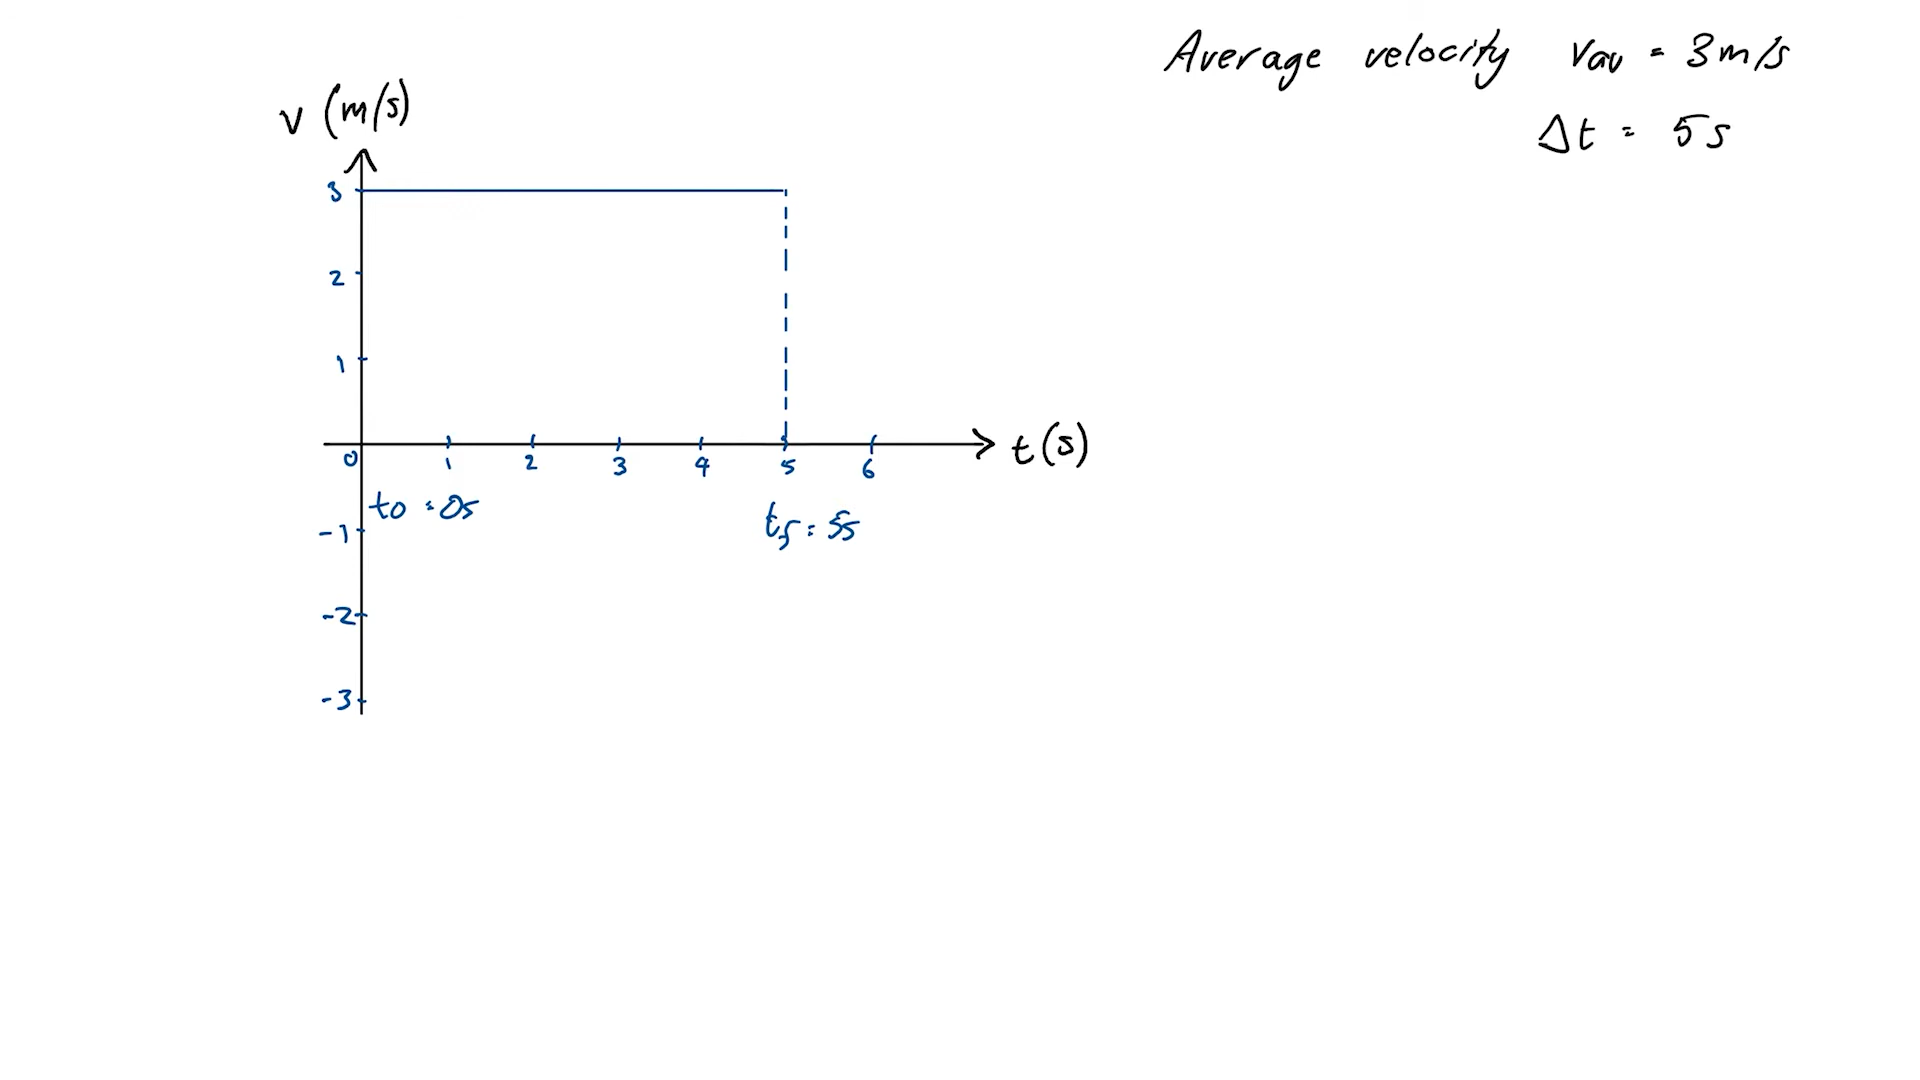 Average velocity vav = 3m/s
Δt = 5s
v (m/s)
3
2
1
0 1 2 3 4 5 6 t(s)
to = 0s tf = 5s
-1
-2
-3